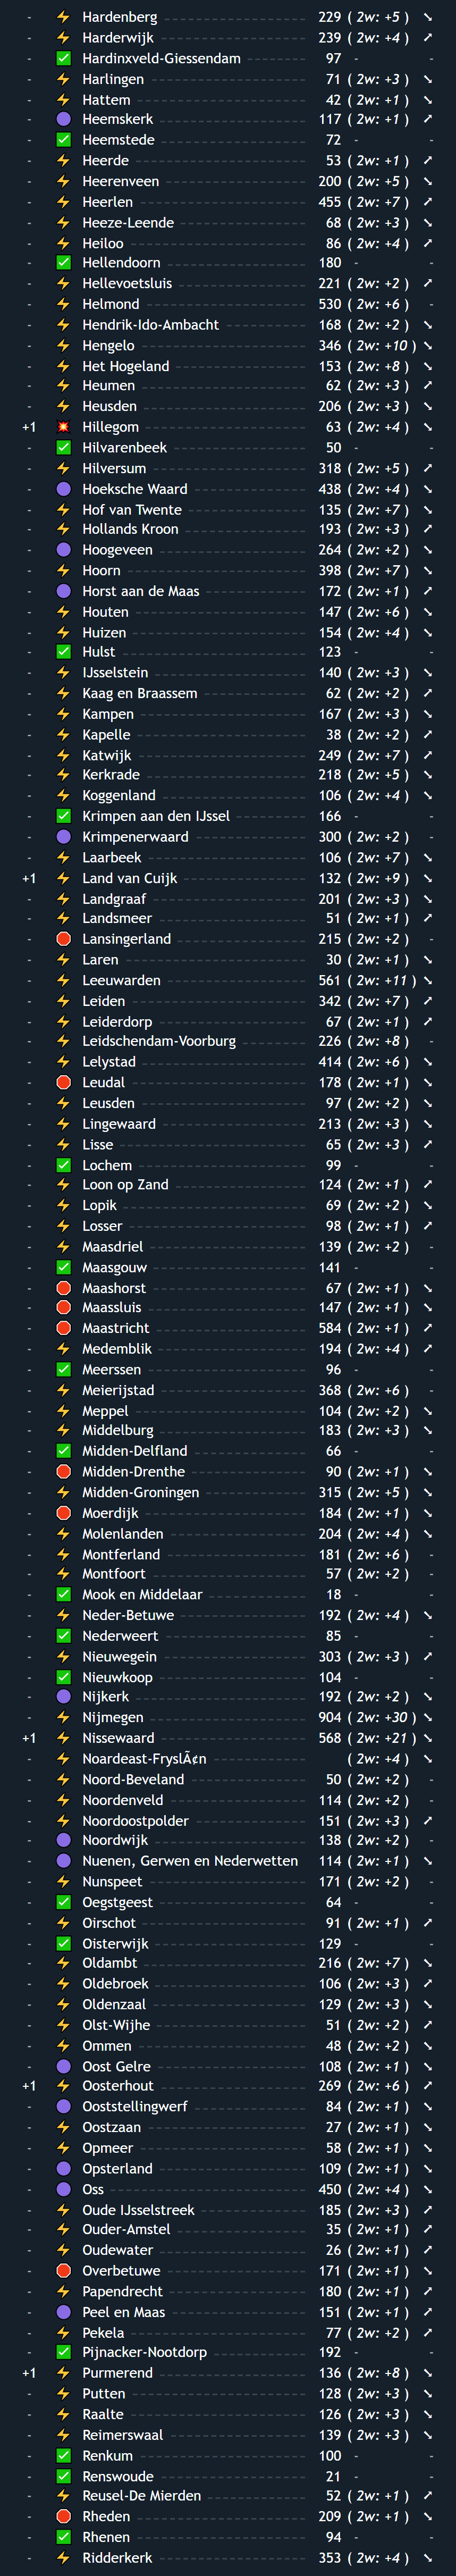 - Hardenberg 229 ( 2w: +5 ) ↘
- Harderwijk 239 ( 2w: +4 ) ↗
- Hardinxveld-Giessendam 97 - -
- Harlingen 71 ( 2w: +3 ) ↘
- Hattem 42 ( 2w: +1 ) ↘
- Heemskerk 117 ( 2w: +1 ) ↗
- Heemstede 72 - -
- Heerde 53 ( 2w: +1 ) ↗
- Heerenveen 200 ( 2w: +5 ) ↘
- Heerlen 455 ( 2w: +7 ) ↗
- Heeze-Leende 68 ( 2w: +3 ) ↘
- Heiloo 86 ( 2w: +4 ) ↗
- Hellendoorn 180 - -
- Hellevoetsluis 221 ( 2w: +2 ) ↗
- Helmond 530 ( 2w: +6 ) -
- Hendrik-Ido-Ambacht 168 ( 2w: +2 ) ↘
- Hengelo 346 ( 2w: +10 ) ↘
- Het Hogeland 153 ( 2w: +8 ) ↘
- Heumen 62 ( 2w: +3 ) ↗
- Heusden 206 ( 2w: +3 ) ↘
+1 Hillegom 63 ( 2w: +4 ) ↘
- Hilvarenbeek 50 - -
- Hilversum 318 ( 2w: +5 ) ↗
- Hoeksche Waard 438 ( 2w: +4 ) ↘
- Hof van Twente 135 ( 2w: +7 ) ↘
- Hollands Kroon 193 ( 2w: +3 ) ↗
- Hoogeveen 264 ( 2w: +2 ) ↘
- Hoorn 398 ( 2w: +7 ) ↘
- Horst aan de Maas 172 ( 2w: +1 ) ↗
- Houten 147 ( 2w: +6 ) ↘
- Huizen 154 ( 2w: +4 ) ↘
- Hulst 123 - -
- IJsselstein 140 ( 2w: +3 ) ↘
- Kaag en Braassem 62 ( 2w: +2 ) ↗
- Kampen 167 ( 2w: +3 ) ↘
- Kapelle 38 ( 2w: +2 ) ↗
- Katwijk 249 ( 2w: +7 ) ↗
- Kerkrade 218 ( 2w: +5 ) ↘
- Koggenland 106 ( 2w: +4 ) ↘
- Krimpen aan den IJssel 166 - -
- Krimpenerwaard 300 ( 2w: +2 ) -
- Laarbeek 106 ( 2w: +7 ) ↘
+1 Land van Cuijk 132 ( 2w: +9 ) ↘
- Landgraaf 201 ( 2w: +3 ) ↘
- Landsmeer 51 ( 2w: +1 ) ↗
- Lansingerland 215 ( 2w: +2 ) -
- Laren 30 ( 2w: +1 ) ↘
- Leeuwarden 561 ( 2w: +11 ) ↘
- Leiden 342 ( 2w: +7 ) ↗
- Leiderdorp 67 ( 2w: +1 ) ↗
- Leidschendam-Voorburg 226 ( 2w: +8 ) -
- Lelystad 414 ( 2w: +6 ) ↘
- Leudal 178 ( 2w: +1 ) ↘
- Leusden 97 ( 2w: +2 ) ↘
- Lingewaard 213 ( 2w: +3 ) ↘
- Lisse 65 ( 2w: +3 ) ↗
- Lochem 99 - -
- Loon op Zand 124 ( 2w: +1 ) ↗
- Lopik 69 ( 2w: +2 ) ↘
- Losser 98 ( 2w: +1 ) ↗
- Maasdriel 139 ( 2w: +2 ) -
- Maasgouw 141 - -
- Maashorst 67 ( 2w: +1 ) ↘
- Maassluis 147 ( 2w: +1 ) ↘
- Maastricht 584 ( 2w: +1 ) ↗
- Medemblik 194 ( 2w: +4 ) ↗
- Meerssen 96 - -
- Meierijstad 368 ( 2w: +6 ) -
- Meppel 104 ( 2w: +2 ) ↘
- Middelburg 183 ( 2w: +3 ) ↘
- Midden-Delfland 66 - -
- Midden-Drenthe 90 ( 2w: +1 ) ↘
- Midden-Groningen 315 ( 2w: +5 ) ↘
- Moerdijk 184 ( 2w: +1 ) ↘
- Molenlanden 204 ( 2w: +4 ) ↘
- Montferland 181 ( 2w: +6 ) -
- Montfoort 57 ( 2w: +2 ) -
- Mook en Middelaar 18 - -
- Neder-Betuwe 192 ( 2w: +4 ) ↘
- Nederweert 85 - -
- Nieuwegein 303 ( 2w: +3 ) ↗
- Nieuwkoop 104 - -
- Nijkerk 192 ( 2w: +2 ) ↘
- Nijmegen 904 ( 2w: +30 ) ↘
+1 Nissewaard 568 ( 2w: +21 ) ↘
- Noardeast-FryslÃ¢n ( 2w: +4 ) ↘
- Noord-Beveland 50 ( 2w: +2 ) -
- Noordenveld 114 ( 2w: +2 ) -
- Noordoostpolder 151 ( 2w: +3 ) ↗
- Noordwijk 138 ( 2w: +2 ) -
- Nuenen, Gerwen en Nederwetten 114 ( 2w: +1 ) ↘
- Nunspeet 171 ( 2w: +2 ) -
- Oegstgeest 64 - -
- Oirschot 91 ( 2w: +1 ) ↗
- Oisterwijk 129 - -
- Oldambt 216 ( 2w: +7 ) ↘
- Oldebroek 106 ( 2w: +3 ) ↗
- Oldenzaal 129 ( 2w: +3 ) ↘
- Olst-Wijhe 51 ( 2w: +2 ) ↗
- Ommen 48 ( 2w: +2 ) ↘
- Oost Gelre 108 ( 2w: +1 ) ↘
+1 Oosterhout 269 ( 2w: +6 ) ↗
- Ooststellingwerf 84 ( 2w: +1 ) ↘
- Oostzaan 27 ( 2w: +1 ) ↘
- Opmeer 58 ( 2w: +1 ) ↘
- Opsterland 109 ( 2w: +1 ) ↘
- Oss 450 ( 2w: +4 ) ↘
- Oude IJsselstreek 185 ( 2w: +3 ) ↗
- Ouder-Amstel 35 ( 2w: +1 ) ↗
- Oudewater 26 ( 2w: +1 ) ↗
- Overbetuwe 171 ( 2w: +1 ) ↘
- Papendrecht 180 ( 2w: +1 ) ↗
- Peel en Maas 151 ( 2w: +1 ) ↗
- Pekela 77 ( 2w: +2 ) ↗
- Pijnacker-Nootdorp 192 - -
+1 Purmerend 136 ( 2w: +8 ) ↘
- Putten 128 ( 2w: +3 ) ↘
- Raalte 126 ( 2w: +3 ) ↘
- Reimerswaal 139 ( 2w: +3 ) ↘
- Renkum 100 - -
- Renswoude 21 - -
- Reusel-De Mierden 52 ( 2w: +1 ) ↗
- Rheden 209 ( 2w: +1 ) ↘
- Rhenen 94 - -
- Ridderkerk 353 ( 2w: +4 ) ↘